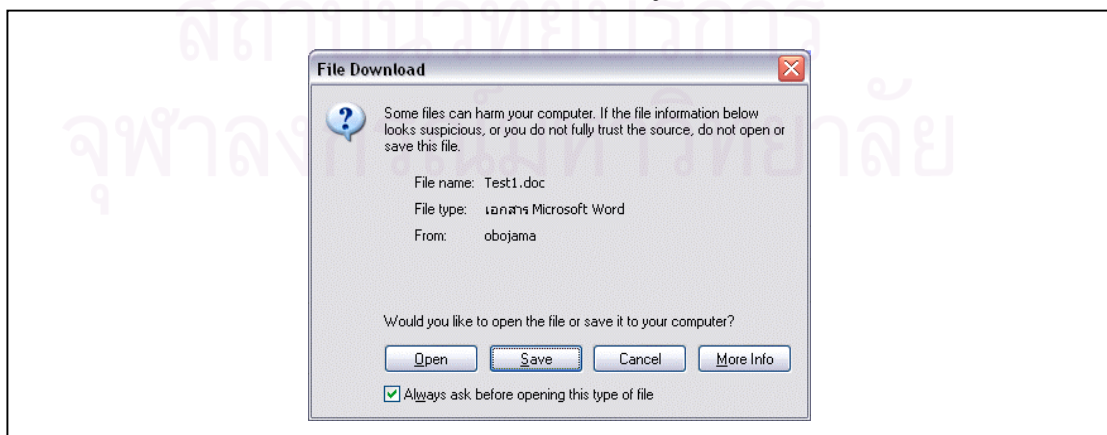 สถาบันวิทยบริการ
File Download
จุฬาลงกรณ์มหาวิทยาลัย
Some files can harm your computer. If the file information below
looks suspicious, or you do not fully trust the source, do not open or
save this file.
File name: Test1.doc
File type: เอกสาร Microsoft Word
From: obojama
Would you like to open the file or save it to your computer?
Open Save Cancel More Info
Always ask before opening this type of file